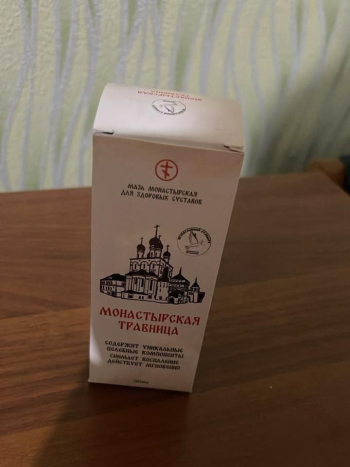 МАЗЬ МОНАСТЫРСКАЯ
ДЛЯ ЗДОРОВЫХ СУСТАВОВ
МОНАСТЫРСКАЯ
ТРАВНИЦА
СОДЕРЖИТ УНИКАЛЬНЫЕ
ЦЕЛЕБНЫЕ КОМПОНЕНТЫ
СНИМАЕТ ВОСПАЛЕНИЕ
ДЕЙСТВУЕТ МГНОВЕННО